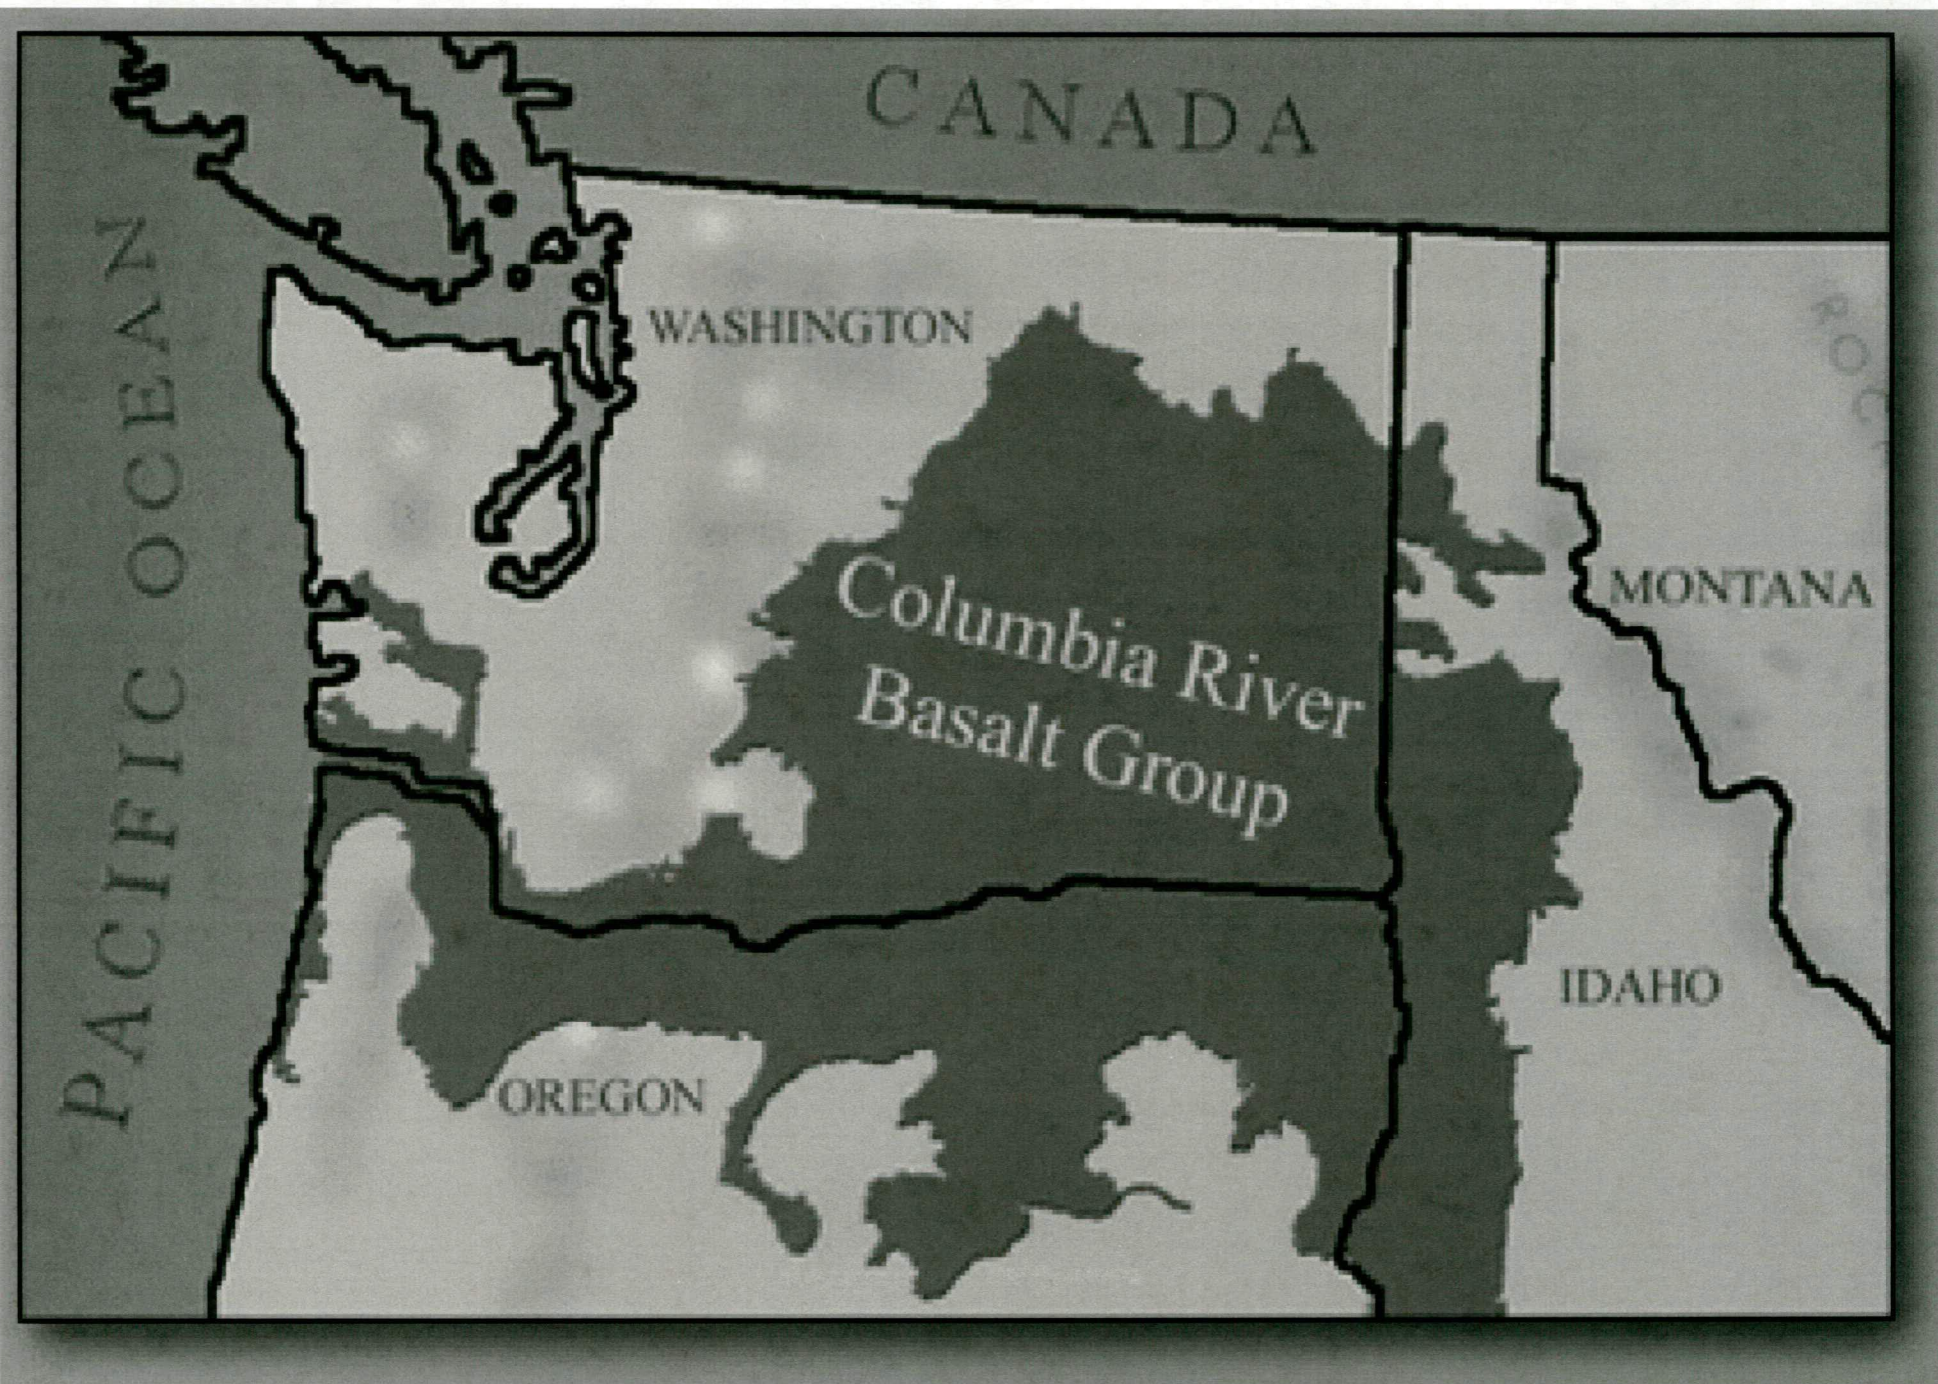 CANADA
PACIFIC OCEAN
WASHINGTON
Columbia River
Basalt Group
MONTANA
IDAHO
OREGON